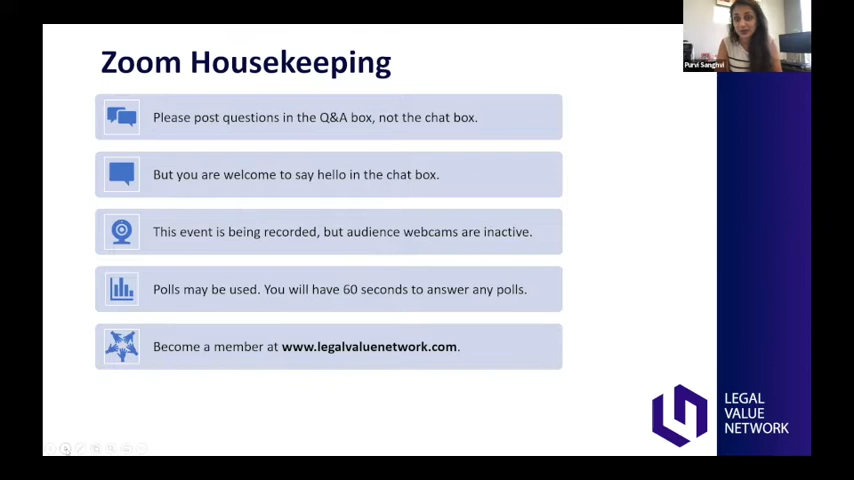 Zoom Housekeeping
Purvi Sanghvi
Please post questions in the Q&A box, not the chat box.
But you are welcome to say hello in the chat box.
This event is being recorded, but audience webcams are inactive.
Polls may be used. You will have 60 seconds to answer any polls.
Become a member at www.legalvaluenetwork.com.
LEGAL
VALUE
NETWORK